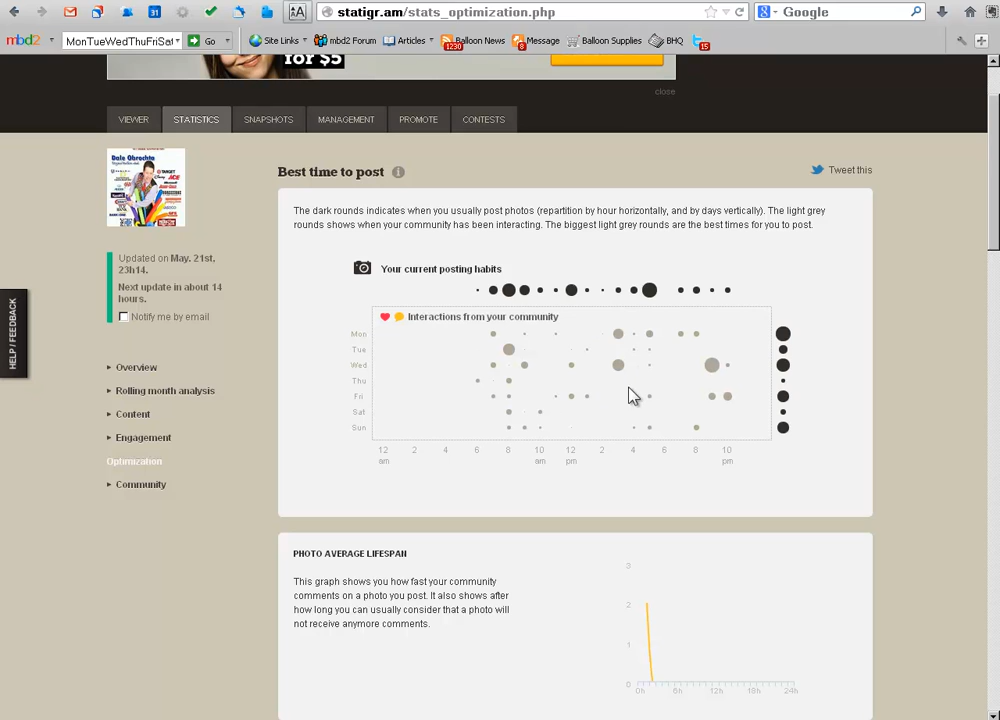 statigr.am/stats_optimization.php
Google
mbd2
MonTueWedThuFriSat
Go
Site Links
mbd2 Forum
Articles
1230
Balloon News
8
Message
Balloon Supplies
BHQ
15
for $5
close
VIEWER
STATISTICS
SNAPSHOTS
MANAGEMENT
PROMOTE
CONTESTS
Dale Obrochta
TARGET
ACE
Best time to post
Tweet this
The dark rounds indicates when you usually post photos (repartition by hour horizontally, and by days vertically). The light grey
rounds shows when your community has been interacting. The biggest light grey rounds are the best times for you to post.
Updated on May. 21st,
23h14.
Next update in about 14
hours.
Notify me by email
HELP / FEEDBACK
Overview
Rolling month analysis
Content
Engagement
Optimization
Community
Your current posting habits
Interactions from your community
Mon
Tue
Wed
Thu
Fri
Sat
Sun
12 am 2 4 6 8 10 am 12 pm 2 4 6 8 10 pm
PHOTO AVERAGE LIFESPAN
This graph shows you how fast your community
comments on a photo you post. It also shows after
how long you can usually consider that a photo will
not receive anymore comments.
3
2
1
0
0h 6h 12h 18h 24h